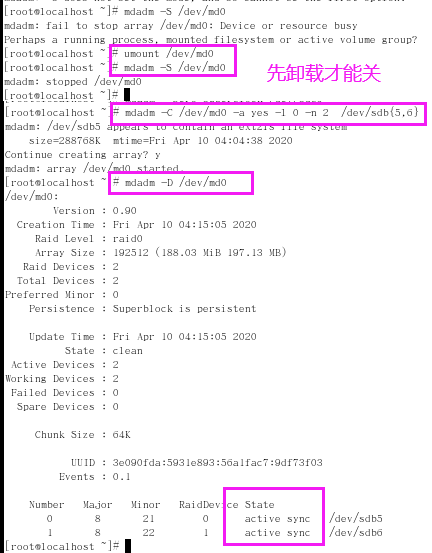 [root@localhost ~]# mdadm -S /dev/md0
mdadm: fail to stop array /dev/md0: Device or resource busy
Perhaps a running process, mounted filesystem or active volume group?
[root@localhost ~]# umount /dev/md0
[root@localhost ~]# mdadm -S /dev/md0
mdadm: stopped /dev/md0
先卸载才能关
[root@localhost ~]#
[root@localhost ~]# mdadm -C /dev/md0 -a yes -l 0 -n 2  /dev/sdb{5,6}
mdadm: /dev/sdb5 appears to contain an ext2fs file system
    size=288768K  mtime=Fri Apr 10 04:04:38 2020
Continue creating array? y
mdadm: array /dev/md0 started.
[root@localhost ~]# mdadm -D /dev/md0
/dev/md0:
Version : 0.90
Creation Time : Fri Apr 10 04:15:05 2020
Raid Level : raid0
Array Size : 192512 (188.03 MiB 197.13 MB)
Raid Devices : 2
Total Devices : 2
Preferred Minor : 0
Persistence : Superblock is persistent
Update Time : Fri Apr 10 04:15:05 2020
State : clean
Active Devices : 2
Working Devices : 2
Failed Devices : 0
Spare Devices : 0
Chunk Size : 64K
UUID : 3e090fda:5931e893:56a1fac7:9df73f03
Events : 0.1
Number   Major   Minor   RaidDevice State
0       8       21        0      active sync   /dev/sdb5
1       8       22        1      active sync   /dev/sdb6
[root@localhost ~]#